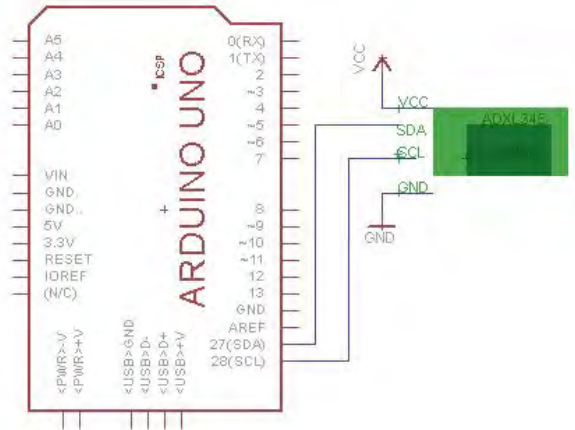 A5
A4
A3
A2
A1
A0
VIN
GND.
GND..
5V
3.3V
RESET
IOREF
(N/C)
ICSP
ARDUINO UNO
0(RX)
1(TX)
2
~3
4
~5
~6
7
8
~9
~10
~11
12
13
GND
AREF
27(SDA)
28(SCL)
<PWR>-V
<PWR>+V
<USB>GND
<USB>D-
<USB>D+
<USB>+V
VCC
VCC
SDA
SCL
GND
GND
ADXL345